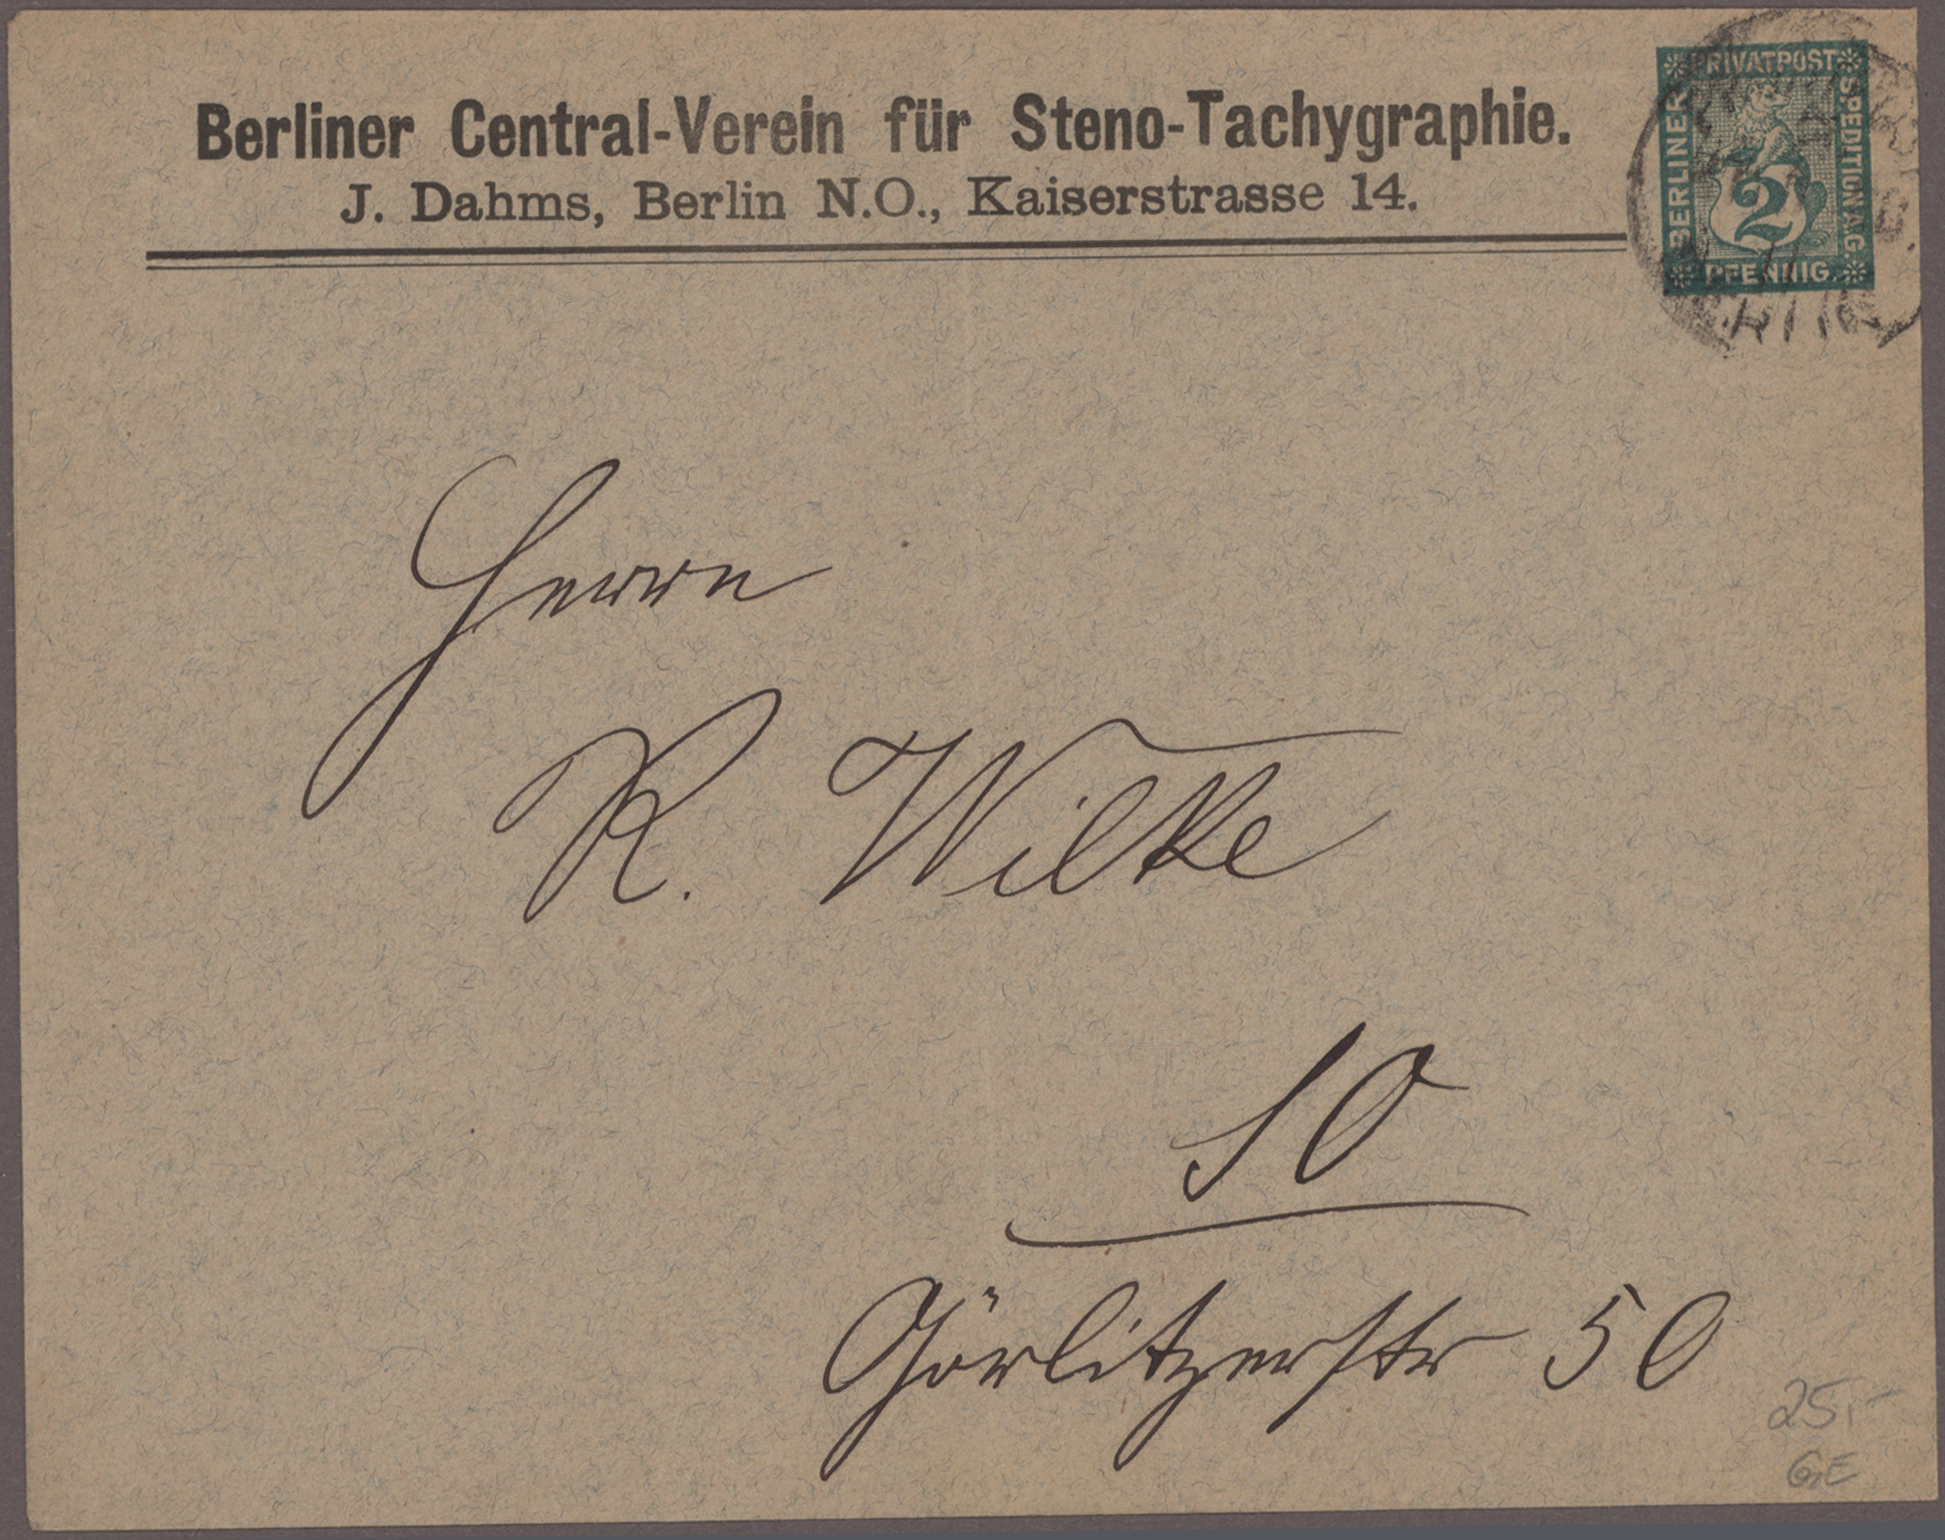 Berliner Central-Verein für Steno-Tachygraphie.
J. Dahms, Berlin N.O., Kaiserstrasse 14.
PRIVATPOST
BERLINER
SPEDITION A.G.
2
PFENNIG.
Herrn
R. Wilke
SO
Görlitzerstr 50
25,-
GE